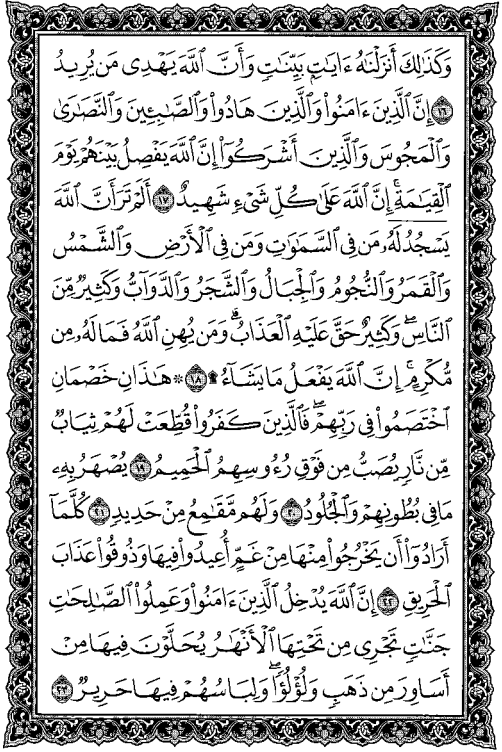 وَكَذَٰلِكَ أَنزَلْنَٰهُ ءَايَٰتٍۭ بَيِّنَٰتٍ وَأَنَّ ٱللَّهَ يَهْدِى مَن يُرِيدُ
١٦ إِنَّ ٱلَّذِينَ ءَامَنُوا۟ وَٱلَّذِينَ هَادُوا۟ وَٱلصَّٰبِـِٔينَ وَٱلنَّصَٰرَىٰ
وَٱلْمَجُوسَ وَٱلَّذِينَ أَشْرَكُوٓا۟ إِنَّ ٱللَّهَ يَفْصِلُ بَيْنَهُمْ يَوْمَ
ٱلْقِيَٰمَةِۚ إِنَّ ٱللَّهَ عَلَىٰ كُلِّ شَىْءٍ شَهِيدٌ ١٧ أَلَمْ تَرَ أَنَّ ٱللَّهَ
يَسْجُدُ لَهُۥ مَن فِى ٱلسَّمَٰوَٰتِ وَمَن فِى ٱلْأَرْضِ وَٱلشَّمْسُ
وَٱلْقَمَرُ وَٱلنُّجُومُ وَٱلْجِبَالُ وَٱلشَّجَرُ وَٱلدَّوَآبُّ وَكَثِيرٌ مِّنَ
ٱلنَّاسِۖ وَكَثِيرٌ حَقَّ عَلَيْهِ ٱلْعَذَابُۗ وَمَن يُهِنِ ٱللَّهُ فَمَا لَهُۥ مِن
مُّكْرِمٍۚ إِنَّ ٱللَّهَ يَفْعَلُ مَا يَشَآءُ ۩ ١٨ ۞ هَٰذَانِ خَصْمَانِ
ٱخْتَصَمُوا۟ فِى رَبِّهِمْۖ فَٱلَّذِينَ كَفَرُوا۟ قُطِّعَتْ لَهُمْ ثِيَابٌ
مِّن نَّارٍ يُصَبُّ مِن فَوْقِ رُءُوسِهِمُ ٱلْحَمِيمُ ١٩ يُصْهَرُ بِهِۦ
مَا فِى بُطُونِهِمْ وَٱلْجُلُودُ ٢٠ وَلَهُم مَّقَٰمِعُ مِنْ حَدِيدٍ ٢١ كُلَّمَآ
أَرَادُوٓا۟ أَن يَخْرُجُوا۟ مِنْهَا مِنْ غَمٍّ أُعِيدُوا۟ فِيهَا وَذُوقُوا۟ عَذَابَ
ٱلْحَرِيقِ ٢٢ إِنَّ ٱللَّهَ يُدْخِلُ ٱلَّذِينَ ءَامَنُوا۟ وَعَمِلُوا۟ ٱلصَّٰلِحَٰتِ
جَنَّٰتٍ تَجْرِى مِن تَحْتِهَا ٱلْأَنْهَٰرُ يُحَلَّوْنَ فِيهَا مِنْ
أَسَاوِرَ مِن ذَهَبٍ وَلُؤْلُؤًاۖ وَلِبَاسُهُمْ فِيهَا حَرِيرٌ ٢٣